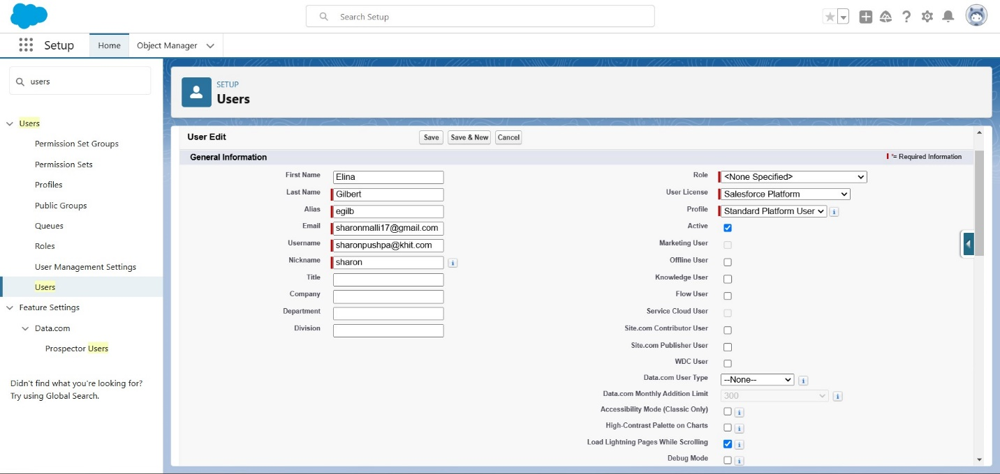 Search Setup
Setup
Home
Object Manager
users
Users
Permission Set Groups
Permission Sets
Profiles
Public Groups
Queues
Roles
User Management Settings
Users
Feature Settings
Data.com
Prospector Users
Didn't find what you're looking for?
Try using Global Search.
SETUP
Users
User Edit
Save
Save & New
Cancel
General Information
*= Required Information
First Name Elina
Last Name Gilbert
Alias egilb
Email sharonmalli17@gmail.com
Username sharonpushpa@khit.com
Nickname sharon
Title
Company
Department
Division
Role <None Specified>
User License Salesforce Platform
Profile Standard Platform User
Active
Marketing User
Offline User
Knowledge User
Flow User
Service Cloud User
Site.com Contributor User
Site.com Publisher User
WDC User
Data.com User Type --None--
Data.com Monthly Addition Limit 300
Accessibility Mode (Classic Only)
High-Contrast Palette on Charts
Load Lightning Pages While Scrolling
Debug Mode